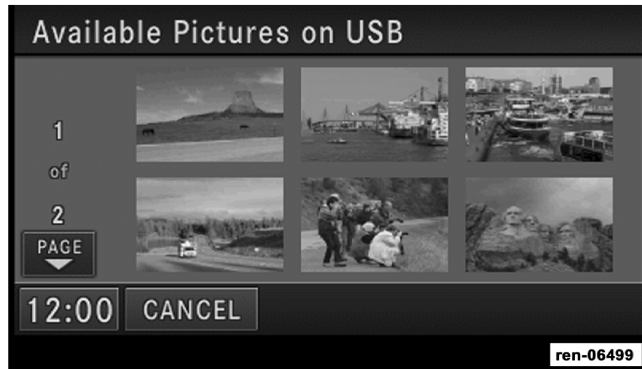 Available Pictures on USB
1
of
2
PAGE
12:00
CANCEL
ren-06499